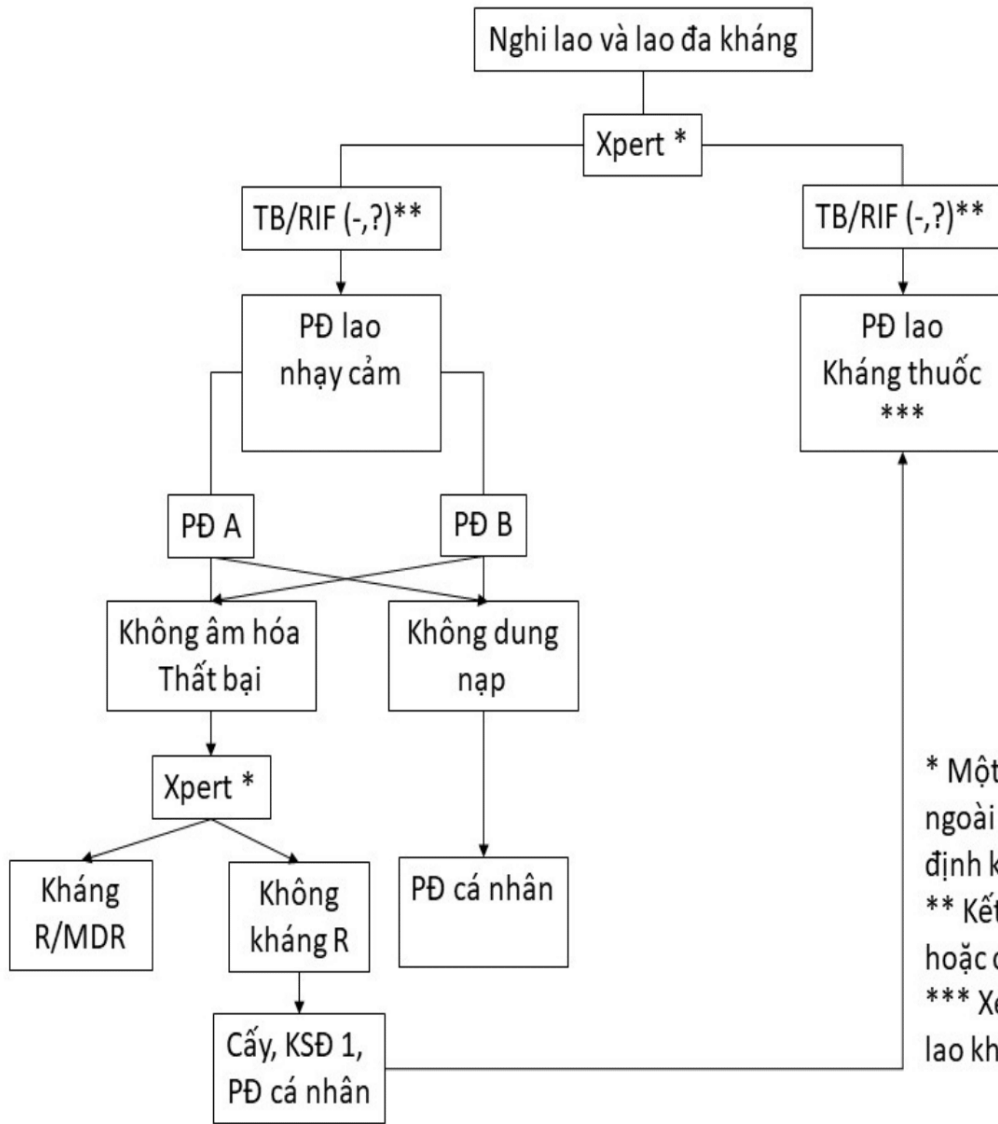 Nghi lao và lao đa kháng
Xpert *
TB/RIF (-,?)**
TB/RIF (-,?)**
PĐ lao
nhạy cảm
PĐ lao
Kháng thuốc
***
PĐ A
PĐ B
Không âm hóa
Thất bại
Không dung
nạp
Xpert *
Kháng
R/MDR
Không
kháng R
PĐ cá nhân
Cấy, KSĐ 1,
PĐ cá nhân
* Một
ngoài
định k
** Kết
hoặc c
*** Xé
lao kh